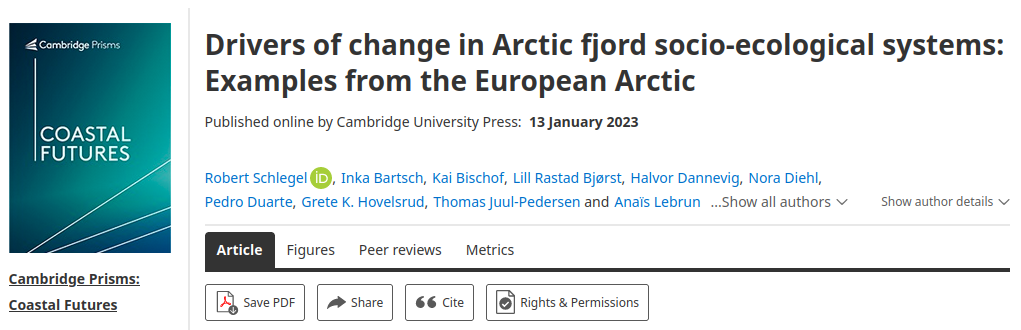 Cambridge Prisms
COASTAL
FUTURES
Cambridge Prisms:
Coastal Futures
Drivers of change in Arctic fjord socio-ecological systems:
Examples from the European Arctic
Published online by Cambridge University Press: 13 January 2023
Robert Schlegel iD, Inka Bartsch, Kai Bischof, Lill Rastad Bjørst, Halvor Dannevig, Nora Diehl,
Pedro Duarte, Grete K. Hovelsrud, Thomas Juul-Pedersen and Anaïs Lebrun ...Show all authors Show author details
Article Figures Peer reviews Metrics
Save PDF Share Cite Rights & Permissions